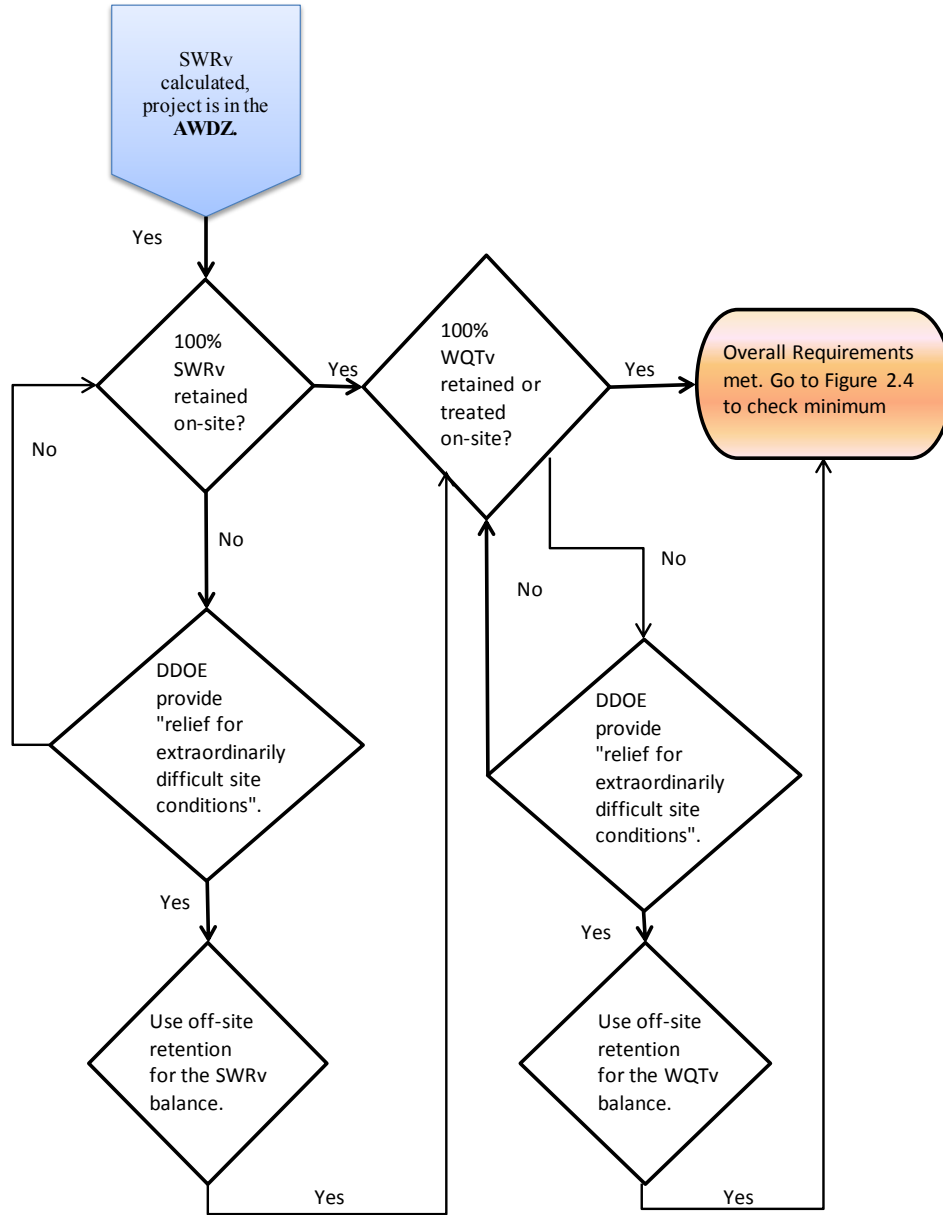 SWRv
calculated,
project is in the
AWDZ.
Yes
100%
SWRv
retained
on-site?
Yes
100%
WQTv
retained or
treated
on-site?
Yes
Overall Requirements
met. Go to Figure 2.4
to check minimum
No
No
No
No
DDOE
provide
"relief for
extraordinarily
difficult site
conditions".
DDOE
provide
"relief for
extraordinarily
difficult site
conditions".
Yes
Yes
Use off-site
retention
for the SWRv
balance.
Use off-site
retention
for the WQTv
balance.
Yes
Yes